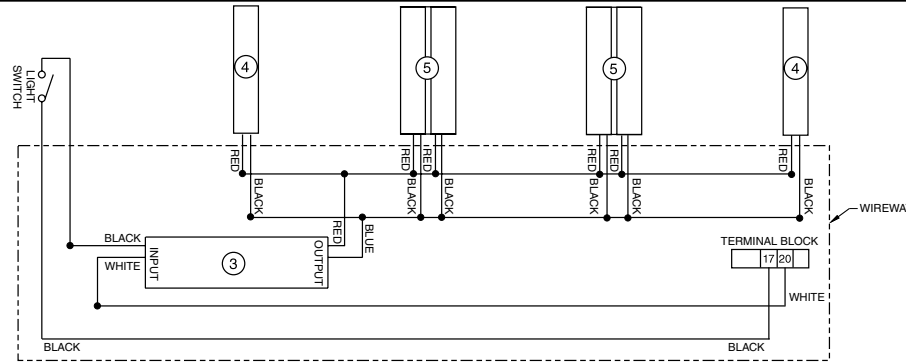 4
5
5
4
LIGHT
SWITCH
RED
BLACK
RED
RED
BLACK
BLACK
RED
RED
BLACK
BLACK
RED
BLACK
WIREWA
RED
BLUE
BLACK
WHITE
INPUT
3
OUTPUT
TERMINAL BLOCK
17 20
WHITE
BLACK
BLACK